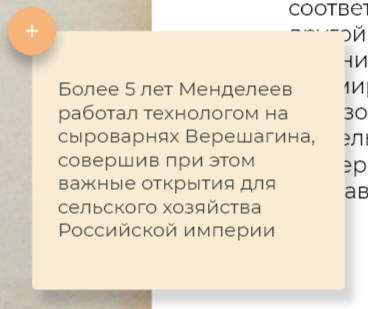 +
Более 5 лет Менделеев
работал технологом на
сыроварнях Верещагина,
совершив при этом
важные открытия для
сельского хозяйства
Российской империи